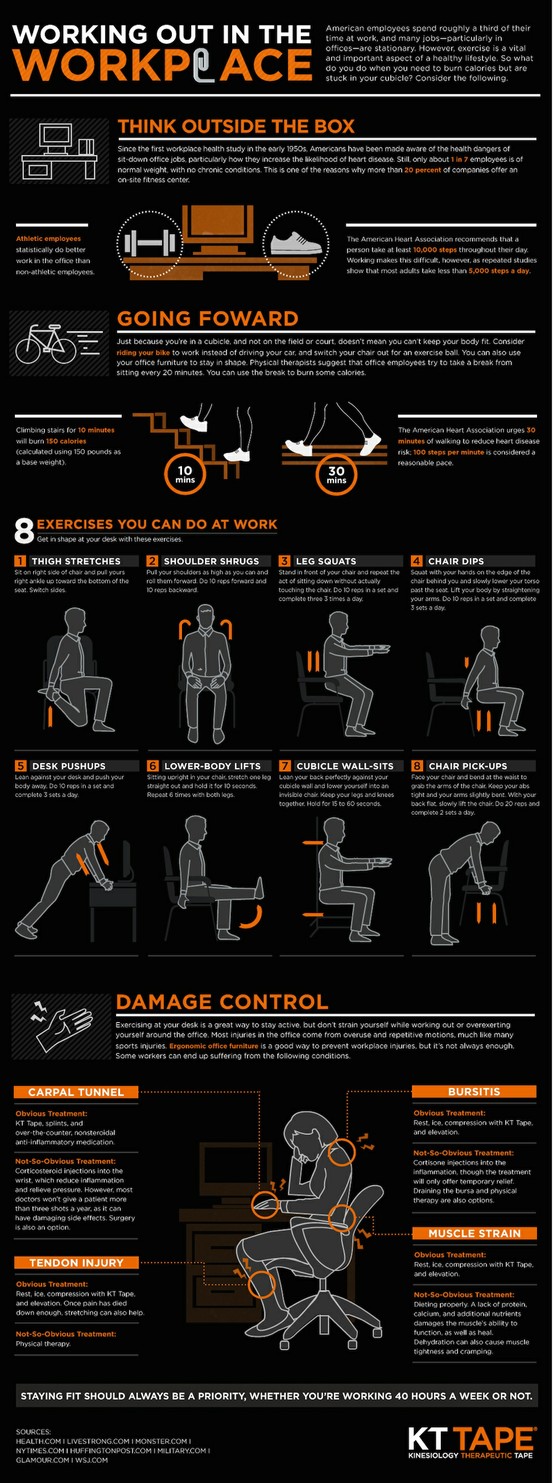 WORKING OUT IN THE
WORKPLACE
American employees spend roughly a third of their
time at work, and many jobs—particularly in
offices—are stationary. However, exercise is a vital
and important aspect of a healthy lifestyle. So what
do you do when you need to burn calories but are
stuck in your cubicle? Consider the following.
THINK OUTSIDE THE BOX
Since the first workplace health study in the early 1950s. Americans have been made aware of the health dangers of
sit-down office jobs, particularly how they increase the likelihood of heart disease. Still, only about 1 in 7 employees is of
normal weight, with no chronic conditions. This is one of the reasons why more than 20 percent of companies offer an
on-site fitness center.
Athletic employees
statistically do better
work in the office than
non-athletic employees.
The American Heart Association recommends that a
person take at least 10,000 steps throughout their day.
Working makes this difficult, however, as repeated studies
show that most adults take less than 5,000 steps a day.
GOING FOWARD
Just because you're in a cubicle, and not on the field or court, doesn't mean you can't keep your body fit. Consider
riding your bike to work instead of driving your car, and switch your chair out for an exercise ball. You can also use
your office furniture to stay in shape. Physical therapists suggest that office employees try to take a break from
sitting every 20 minutes. You can use the break to burn some calories.
Climbing stairs for 10 minutes
will burn 150 calories
(calculated using 150 pounds as
a base weight).
10
mins
30
mins
The American Heart Association urges 30
minutes of walking to reduce heart disease
risk; 100 steps per minute is considered a
reasonable pace.
8 EXERCISES YOU CAN DO AT WORK
Get in shape at your desk with these exercises.
1 THIGH STRETCHES
Sit on right side of chair and pull yours
right ankle up toward the bottom of the
seat. Switch sides.
2 SHOULDER SHRUGS
Pull your shoulders as high as you can and
roll them forward. Do 10 reps forward and
10 reps backward.
3 LEG SQUATS
Stand in front of your chair and repeat the
act of sitting down without actually
touching the chair. Do 10 reps in a set and
complete three 3 times a day.
4 CHAIR DIPS
Squat with your hands on the edge of the
chair behind you and slowly lower your torso
past the seat. Lift your body by straightening
your arms. Do 10 reps in a set and complete
3 sets a day.
5 DESK PUSHUPS
Lean against your desk and push your
body away. Do 10 reps in a set and
complete 3 sets a day.
6 LOWER-BODY LIFTS
Sitting upright in your chair, stretch one leg
straight out and hold it for 10 seconds.
Repeat 6 times with both legs.
7 CUBICLE WALL-SITS
Lean your back perfectly against your
cubicle wall and lower yourself into an
invisible chair. Keep your legs and knees
together. Hold for 15 to 60 seconds.
8 CHAIR PICK-UPS
Face your chair and bend at the waist to
grab the arms of the chair. Keep your abs
tight and your arms slightly bent. With your
back flat, slowly lift the chair. Do 20 reps and
complete 2 sets a day.
DAMAGE CONTROL
Exercising at your desk is a great way to stay active, but don't strain yourself while working out or overexerting
yourself around the office. Most injuries in the office come from overuse and repetitive motions, much like many
sports injuries. Ergonomic office furniture is a good way to prevent workplace injuries, but it's not always enough.
Some workers can end up suffering from the following conditions.
CARPAL TUNNEL
Obvious Treatment:
KT Tape, splints, and
over-the-counter, nonsteroidal
anti-inflammatory medication.
Not-So-Obvious Treatment:
Corticosteroid injections into the
wrist, which reduce inflammation
and relieve pressure. However, most
doctors won't give a patient more
than three shots a year, as it can
have damaging side effects. Surgery
is also an option.
TENDON INJURY
Obvious Treatment:
Rest, ice, compression with KT Tape,
and elevation. Once pain has died
down enough, stretching can also help.
Not-So-Obvious Treatment:
Physical therapy.
BURSITIS
Obvious Treatment:
Rest, ice, compression with KT Tape,
and elevation.
Not-So-Obvious Treatment:
Cortisone injections into the
inflammation, though the treatment
will only offer temporary relief.
Draining the bursa and physical
therapy are also options.
MUSCLE STRAIN
Obvious Treatment:
Rest, ice, compression with KT Tape,
and elevation.
Not-So-Obvious Treatment:
Dieting properly. A lack of protein,
calcium, and additional nutrients
damages the muscle's ability to
function, as well as heal.
Dehydration can also cause muscle
tightness and cramping.
STAYING FIT SHOULD ALWAYS BE A PRIORITY, WHETHER YOU'RE WORKING 40 HOURS A WEEK OR NOT.
SOURCES:
HEALTH.COM | LIVESTRONG.COM | MONSTER.COM |
NYTIMES.COM | HUFFINGTONPOST.COM | MILITARY.COM |
GLAMOUR.COM | WSJ.COM
KT TAPE®
KINESIOLOGY THERAPEUTIC TAPE